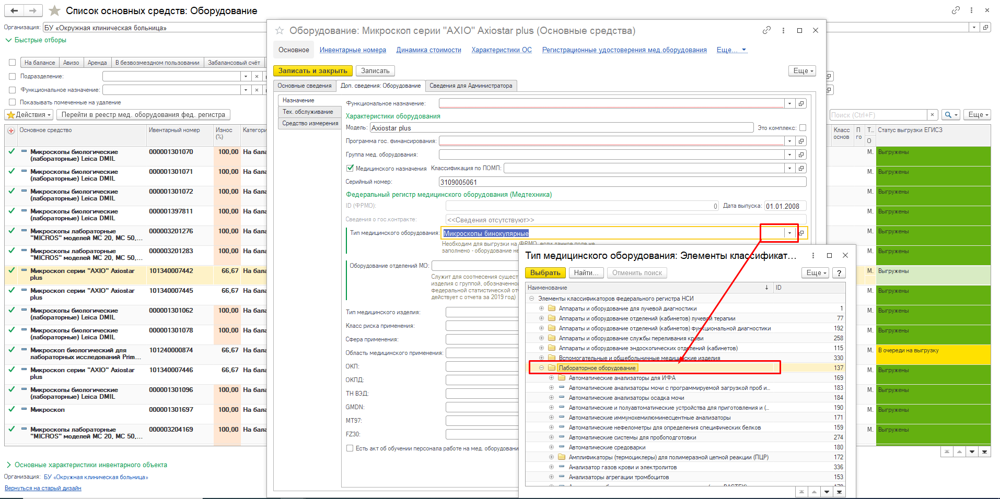 Список основных средств: Оборудование
Организация:
БУ «Окружная клиническая больница»
Быстрые отборы
На балансе
Авизо
Аренда
В безвозмездном пользовании
Забалансовый счёт
Подразделение:
Функциональное назначение:
Показывать помеченные на удаление
Действия
Перейти в реестр мед. оборудования фед. регистра
Поиск (Ctrl+F)
Еще
Основное средство
Ивентарный номер
Износ (%)
Категори
Класс основ
П го
Т...
О
Статус выгрузки ЕГИСЗ
Микроскопы биологические (лабораторные) Leica DMIL 000001301070 100,00 На бала М.. Выгружены
Микроскопы биологические (лабораторные) Leica DMIL 000001301071 100,00 На бала М.. Выгружены
Микроскопы биологические (лабораторные) Leica DMIL 000001301072 100,00 На бала М.. Выгружены
Микроскопы биологические (лабораторные) Leica DMIL 000001397811 100,00 На бала М.. Выгружены
Микроскопы лабораторные "MICROS" моделей MC 20, MC 50,... 000003201276 100,00 На бала М.. Выгружены
Микроскопы лабораторные "MICROS" моделей MC 20, MC 50,... 000003201283 100,00 На бала М.. Выгружены
Микроскоп серии "AXIO" Axiostar plus 101340007442 66,67 На бала М.. Выгружены
Микроскоп серии "AXIO" Axiostar plus 101340007445 66,67 На бала М.. Выгружены
Микроскопы биологические (лабораторные) Leica DMIL 000001301062 100,00 На бала М.. Выгружены
Микроскопы биологические (лабораторные) Leica DMIL 000001301078 100,00 На бала М.. Выгружены
Микроскоп биологический для лабораторных исследований Prim... 101240000874 66,67 На бала М.. В очереди на выгрузку
Микроскоп серии "AXIO" Axiostar plus 101340007446 66,67 На бала М.. Выгружены
Микроскопы биологические (лабораторные) Leica DMIL 000001301096 100,00 На бала М.. Выгружены
Микроскоп 000001301697 100,00 На бала М.. Выгружены
Микроскопы лабораторные "MICROS" моделей MC 20, MC 50,... 000003204169 100,00 На бала М.. Выгружены
Основные характеристики инвентарного объекта
Организация: БУ «Окружная клиническая больница»
Вернуться на старый дизайн
Оборудование: Микроскоп серии "AXIO" Axiostar plus (Основные средства)
Основное
Инвентарные номера
Динамика стоимости
Характеристики ОС
Регистрационные удостоверения мед.оборудования
Еще...
Записать и закрыть
Записать
Еще
Основные сведения
Доп. сведения: Оборудование
Сведения для Администратора
Назначение
Тех. обслуживание
Средство измерения
Функциональное назначение:
Характеристики оборудования
Модель: Axiostar plus
Это комплекс:
Программа гос. финансирования:
Группа мед. оборудования:
Медицинского назначения
Классификация по ПОМП:
Серийный номер: 3109005061
Федеральный регистр медицинского оборудования (Медтехника)
ID (ФРМО): 0
Дата выпуска: 01.01.2008
Сведения о гос.контракте: <<Сведения отсутствуют>>
Тип медицинского оборудования: Микроскопы бинокулярные
Необходим для выгрузки на ФРМО, если данное поле не
заполнено - оборудование не
Оборудование отделений МО:
Служит для соотнесения сущест
изделия с группой, обозначенно
Федеральной статистической от
действует с отчета за 2019 год)
Тип медицинского изделия:
Класс риска применения:
Сфера применения:
Область медицинского применения:
ОКП:
ОКПД:
ТН ВЭД:
GMDN:
МТ97:
FZ30:
Есть акт об обучении персонала работе на мед. оборудовани
Тип медицинского оборудования: Элементы классификат...
Выбрать
Найти...
Отменить поиск
Еще
?
Наименование ↓ ID
Элементы классификаторов Федерального регистра НСИ
Аппараты и оборудование для лучевой диагностики 1
Аппараты и оборудование отделений (кабинетов) лучевой терапии 77
Аппараты и оборудование отделений (кабинетов) функциональной диагностики 192
Аппараты и оборудование службы переливания крови 258
Аппараты и оборудование эндоскопических отделений (кабинетов) 115
Вспомогательные и общебольничные медицинские изделия 330
Лабораторное оборудование 137
Автоматические анализаторы для ИФА 169
Автоматические анализаторы мочи с программируемой загрузкой проб и... 183
Автоматические анализаторы осадка мочи 184
Автоматические и полуавтоматические устройства для приготовления и (... 190
Автоматические иммунохемилюминесцентные анализаторы 171
Автоматические нефелометры для определения специфических белков 159
Автоматические системы для пробоподготовки 274
Автоматические средоварки 180
Амплификаторы (термоциклеры) для полимеразной цепной реакции (ПЦР) 172
Анализатор газов крови и электролитов 336
Анализаторы агрегации тромбоцитов 153